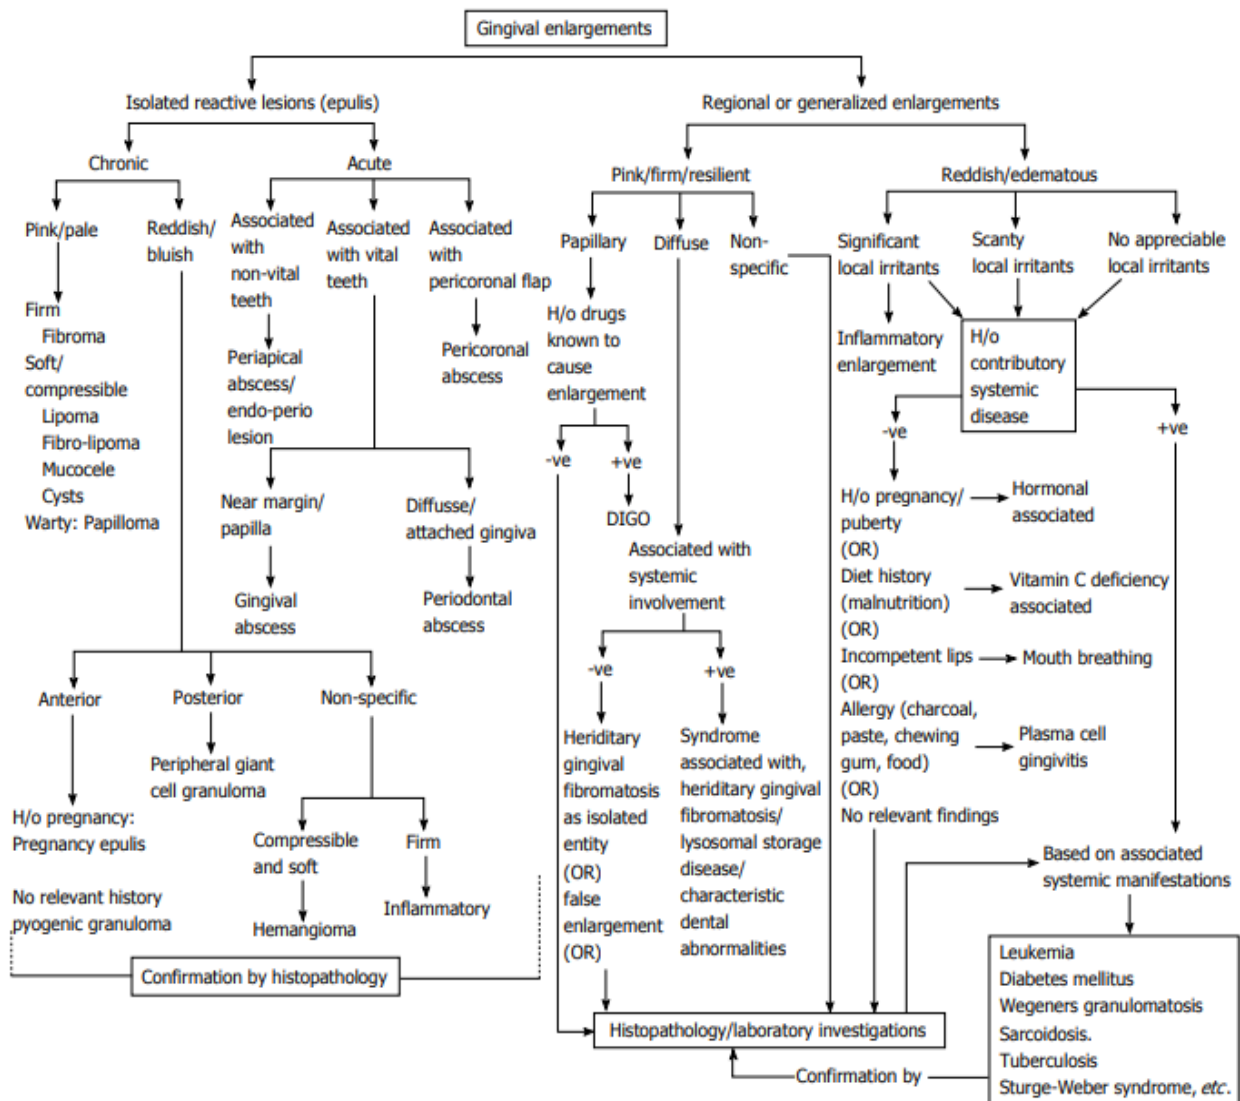 Gingival enlargements
Isolated reactive lesions (epulis)
Regional or generalized enlargements
Chronic
Acute
Pink/firm/resilient
Reddish/edematous
Pink/pale
Reddish/
bluish
Associated
with
non-vital
teeth
Associated
with vital
teeth
Associated
with
pericoronal flap
Papillary
Diffuse
Non-
specific
Significant
local irritants
Scanty
local irritants
No appreciable
local irritants
Firm
Fibroma
Soft/
compressible
Lipoma
Fibro-lipoma
Mucocele
Cysts
Warty: Papilloma
Periapical
abscess/
endo-perio
lesion
Pericoronal
abscess
H/o drugs
known to
cause
enlargement
Inflammatory
enlargement
H/o
contributory
systemic
disease
-ve
+ve
-ve
+ve
DIGO
Near margin/
papilla
Diffusse/
attached gingiva
Gingival
abscess
Periodontal
abscess
Associated with
systemic
involvement
H/o pregnancy/
puberty
(OR)
Diet history
(malnutrition)
(OR)
Incompetent lips
(OR)
Allergy (charcoal,
paste, chewing
gum, food)
(OR)
No relevant findings
Hormonal
associated
Vitamin C deficiency
associated
Mouth breathing
Plasma cell
gingivitis
-ve
+ve
Anterior
Posterior
Non-specific
Peripheral giant
cell granuloma
H/o pregnancy:
Pregnancy epulis
No relevant history
pyogenic granuloma
Compressible
and soft
Firm
Hemangioma
Inflammatory
Confirmation by histopathology
Heriditary
gingival
fibromatosis
as isolated
entity
(OR)
false
enlargement
(OR)
Syndrome
associated with,
heriditary gingival
fibromatosis/
lysosomal storage
disease/
characteristic
dental
abnormalities
Based on associated
systemic manifestations
Histopathology/laboratory investigations
Confirmation by
Leukemia
Diabetes mellitus
Wegeners granulomatosis
Sarcoidosis.
Tuberculosis
Sturge-Weber syndrome, etc.